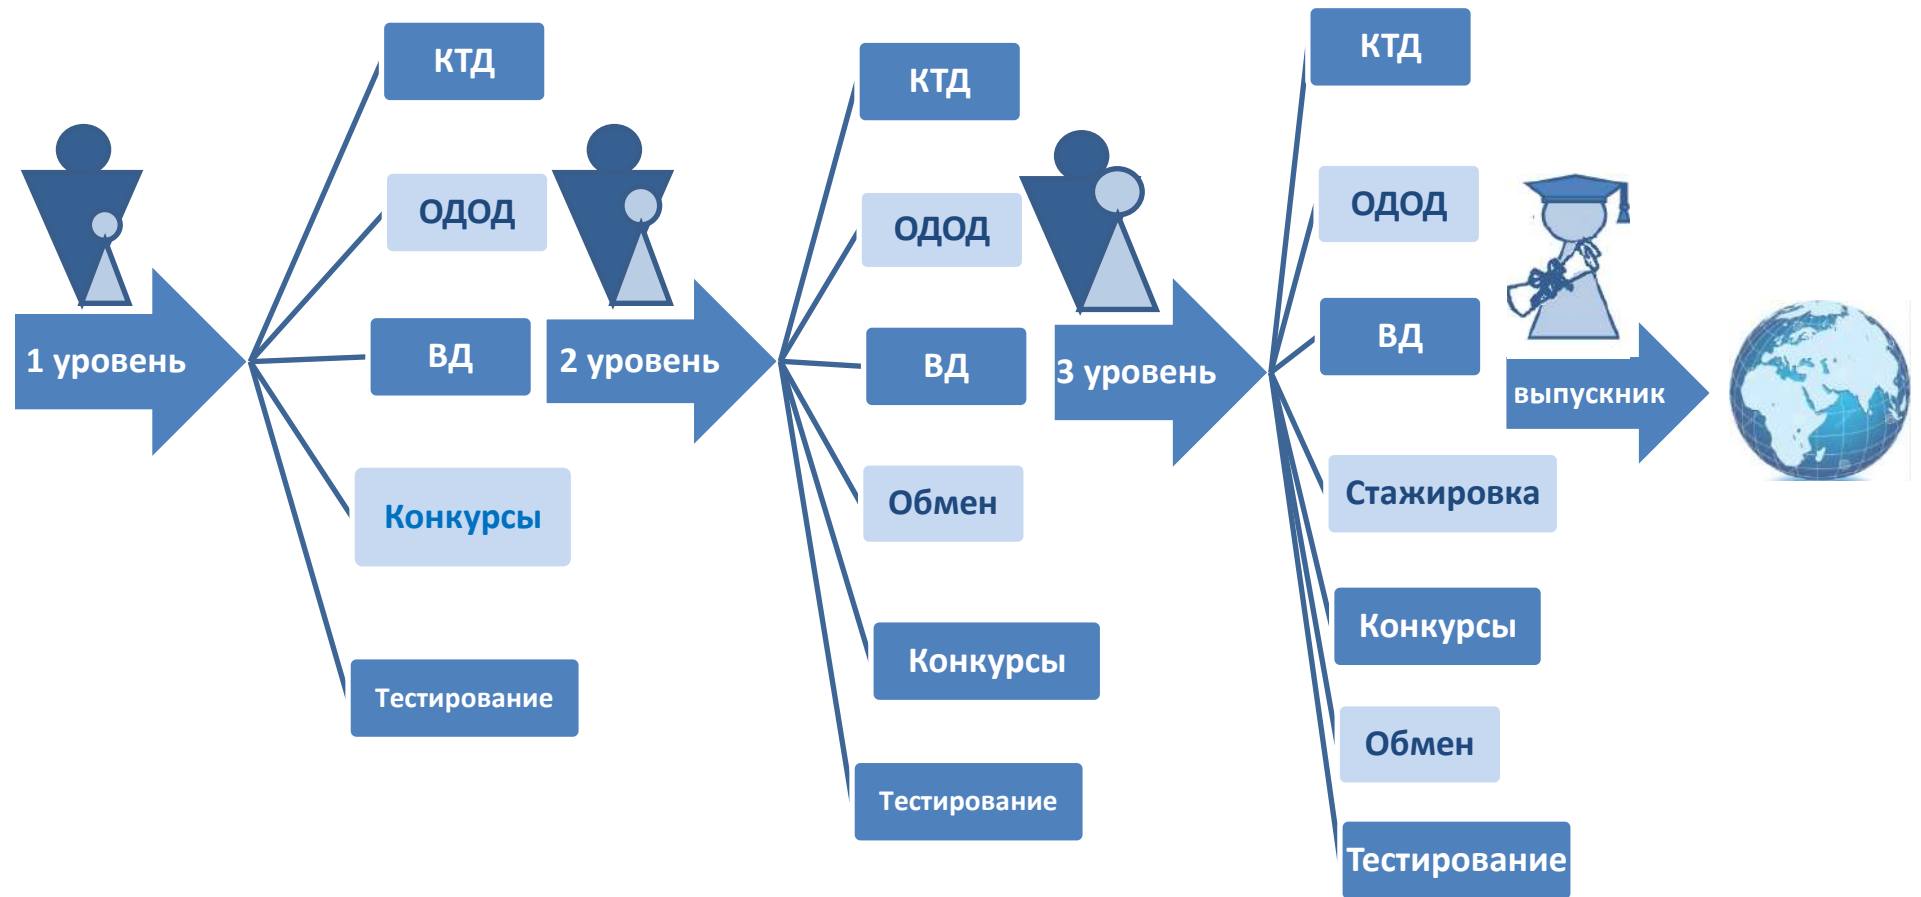 1 уровень
КТД
ОДОД
ВД
Конкурсы
Тестирование
2 уровень
КТД
ОДОД
ВД
Обмен
Конкурсы
Тестирование
3 уровень
КТД
ОДОД
ВД
Стажировка
Конкурсы
Обмен
Тестирование
выпускник